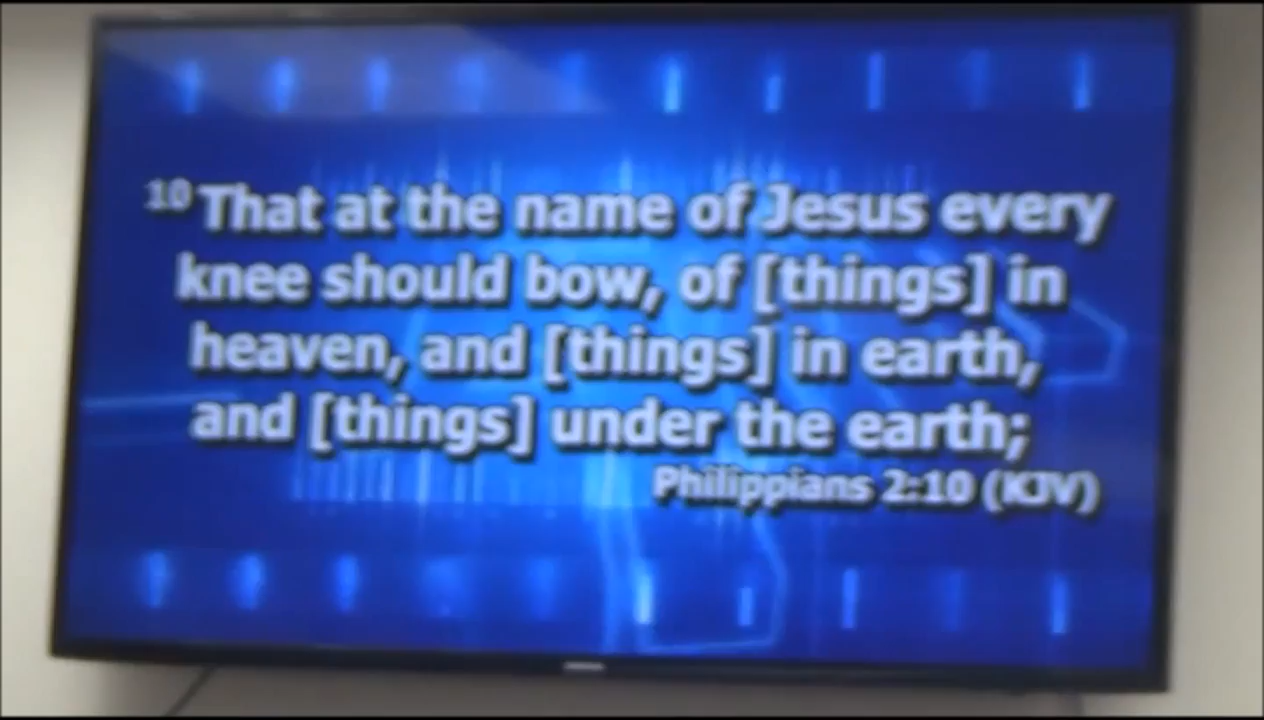 10 That at the name of Jesus every
knee should bow, of [things] in
heaven, and [things] in earth,
and [things] under the earth;
Philippians 2:10 (KJV)